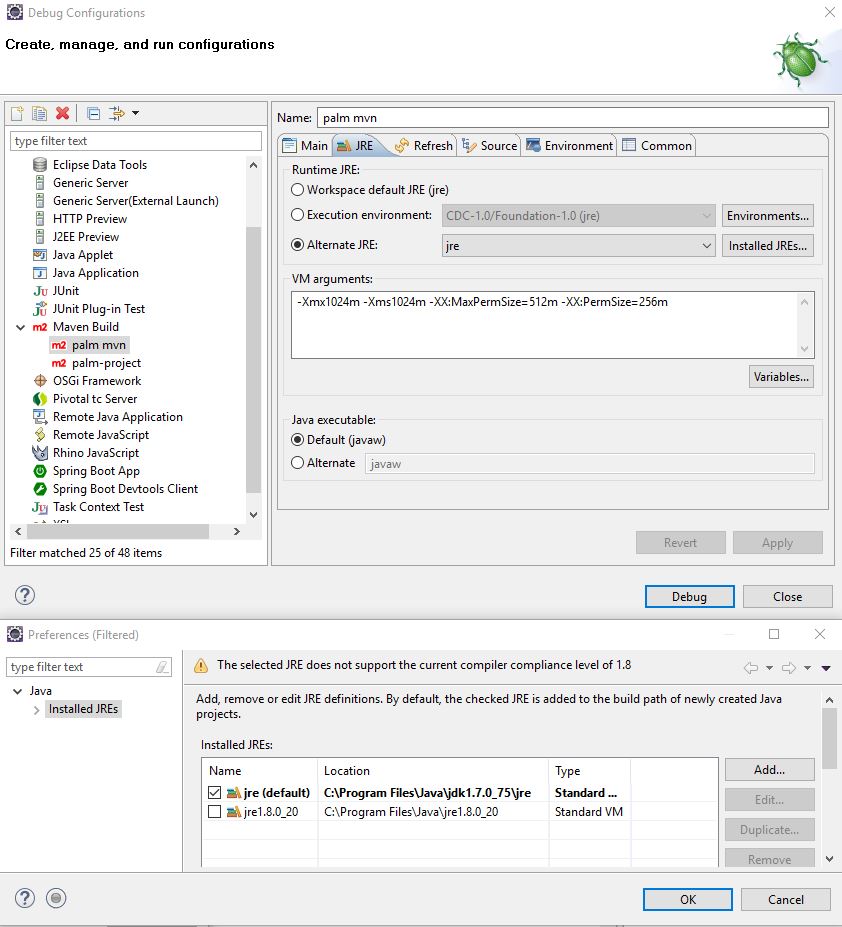 Debug Configurations
Create, manage, and run configurations
type filter text
Eclipse Data Tools
Generic Server
Generic Server(External Launch)
HTTP Preview
J2EE Preview
Java Applet
Java Application
Ju JUnit
JUnit Plug-in Test
m2 Maven Build
m2 palm mvn
m2 palm-project
OSGi Framework
Pivotal tc Server
Remote Java Application
Remote JavaScript
Rhino JavaScript
Spring Boot App
Spring Boot Devtools Client
Ju Task Context Test
Filter matched 25 of 48 items
Name: palm mvn
Main JRE Refresh Source Environment Common
Runtime JRE:
Workspace default JRE (jre)
Execution environment: CDC-1.0/Foundation-1.0 (jre) Environments...
Alternate JRE: jre Installed JREs...
VM arguments:
-Xmx1024m -Xms1024m -XX:MaxPermSize=512m -XX:PermSize=256m
Variables...
Java executable:
Default (javaw)
Alternate javaw
Revert Apply
? Debug Close
Preferences (Filtered)
type filter text
Java
Installed JREs
The selected JRE does not support the current compiler compliance level of 1.8
Add, remove or edit JRE definitions. By default, the checked JRE is added to the build path of newly created Java
projects.
Installed JREs:
Name Location Type
jre (default) C:\Program Files\Java\jdk1.7.0_75\jre Standard ...
jre1.8.0_20 C:\Program Files\Java\jre1.8.0_20 Standard VM
Add...
Edit...
Duplicate...
Remove
? OK Cancel